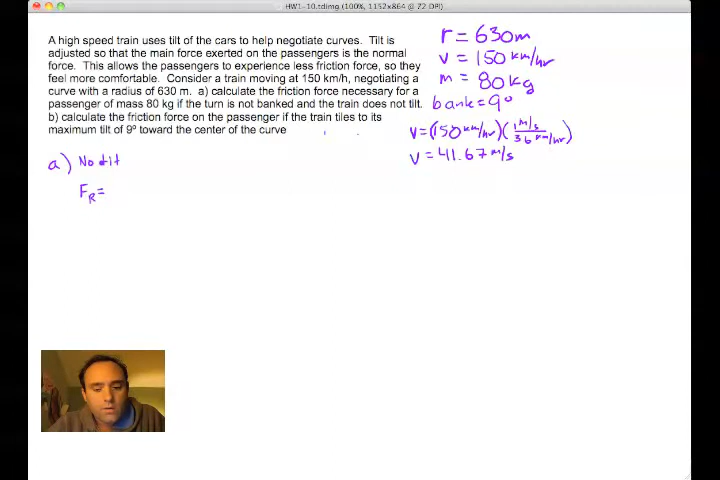 HW1-10.tdimg (100%, 1152x864 @ 72 DPI)
A high speed train uses tilt of the cars to help negotiate curves. Tilt is
adjusted so that the main force exerted on the passengers is the normal
force. This allows the passengers to experience less friction force, so they
feel more comfortable. Consider a train moving at 150 km/h, negotiating a
curve with a radius of 630 m. a) calculate the friction force necessary for a
passenger of mass 80 kg if the turn is not banked and the train does not tilt.
b) calculate the friction force on the passenger if the train tiles to its
maximum tilt of 9º toward the center of the curve
r = 630m
v = 150 km/hr
m = 80kg
bank = 9°
v = (150 km/hr)(1 m/s / 3.6 km/hr)
v = 41.67 m/s
a) No tilt
F_R =